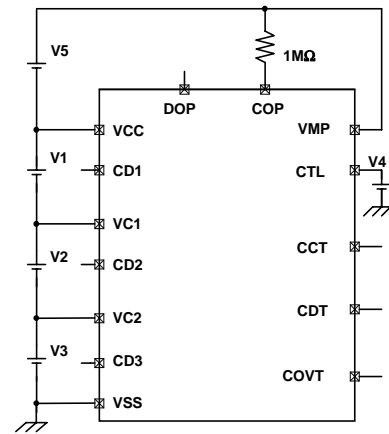 V5
1MΩ
DOP
COP
VCC
VMP
V1
CD1
CTL
V4
VC1
V2
CD2
CCT
VC2
CDT
V3
CD3
COVT
VSS